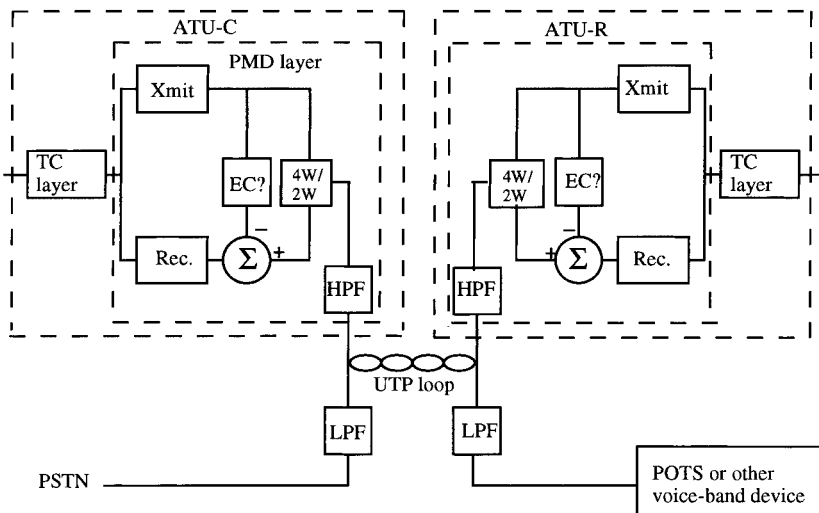 ATU-C
ATU-R
PMD layer
Xmit
Xmit
TC
layer
EC?
4W/
2W
4W/
2W
EC?
TC
layer
−
−
Rec.
Σ
+
+
Σ
Rec.
HPF
HPF
UTP loop
LPF
LPF
PSTN
POTS or other
voice-band device